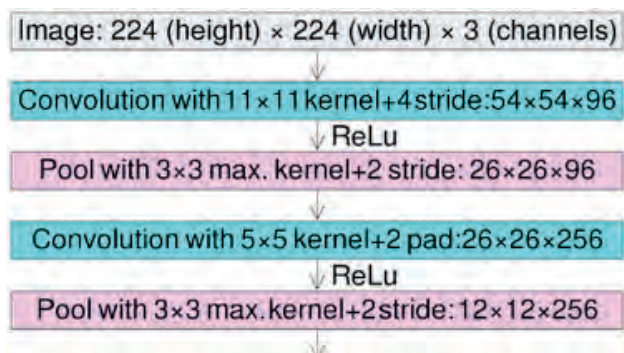 Image: 224 (height) × 224 (width) × 3 (channels)
Convolution with 11×11 kernel+4 stride:54×54×96
ReLu
Pool with 3×3 max. kernel+2 stride: 26×26×96
Convolution with 5×5 kernel+2 pad:26×26×256
ReLu
Pool with 3×3 max.kernel+2stride:12×12×256